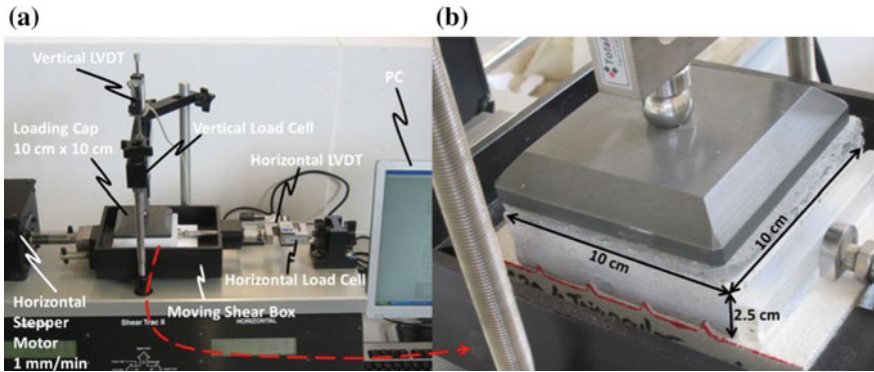 (a)
(b)
Vertical LVDT
PC
Loading Cap
10 cm x 10 cm
Vertical Load Cell
Horizontal LVDT
Horizontal Load Cell
Moving Shear Box
Horizontal
Stepper
Motor
1 mm/min
Shear Trac II
HORIZONTAL
Total
10 cm
10 cm
2.5 cm